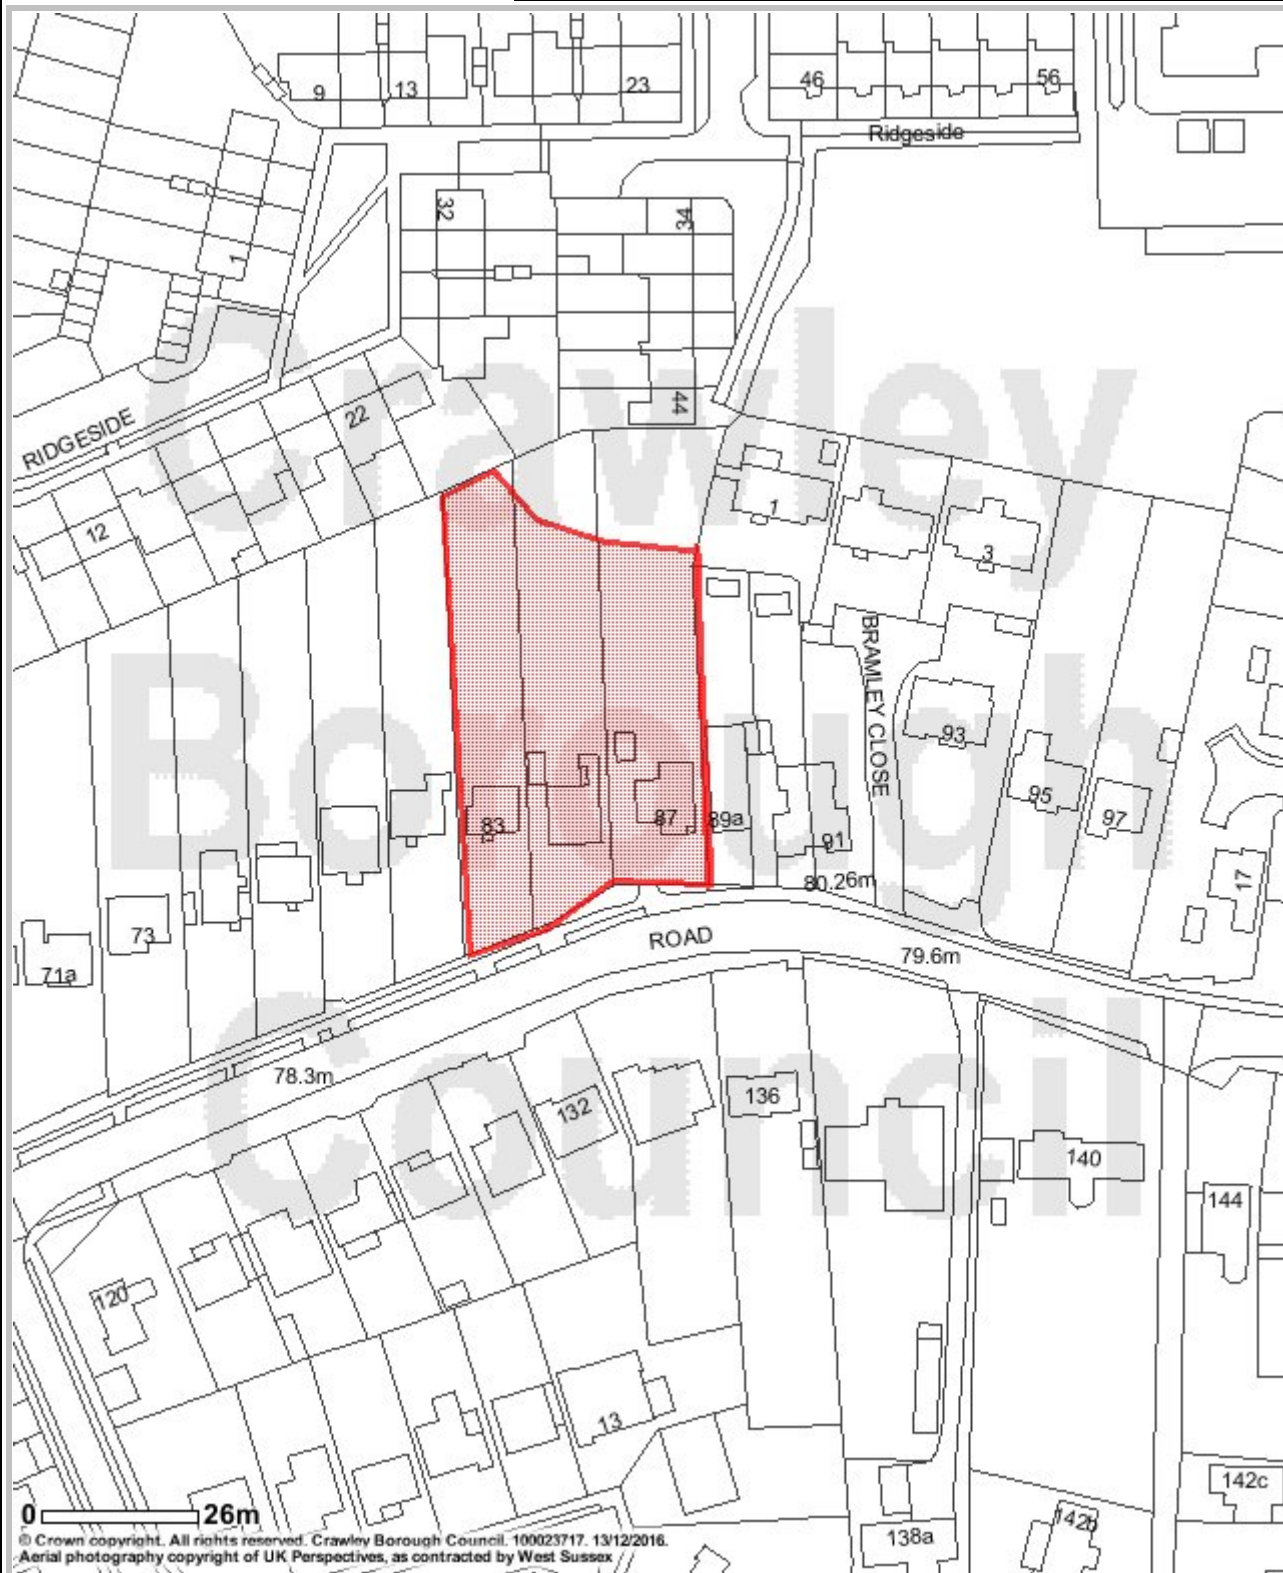 9
13
23
46
56
Ridgeside
32
34
1
44
RIDGESIDE
22
12
1
3
BRAMLEY CLOSE
93
95
97
17
83
87
89a
91
80.26m
73
71a
ROAD
79.6m
78.3m
132
136
140
144
120
13
142c
142b
138a
Crawley
Borough
Council
0 26m
© Crown copyright. All rights reserved. Crawley Borough Council. 100023717. 13/12/2016.
Aerial photography copyright of UK Perspectives, as contracted by West Sussex